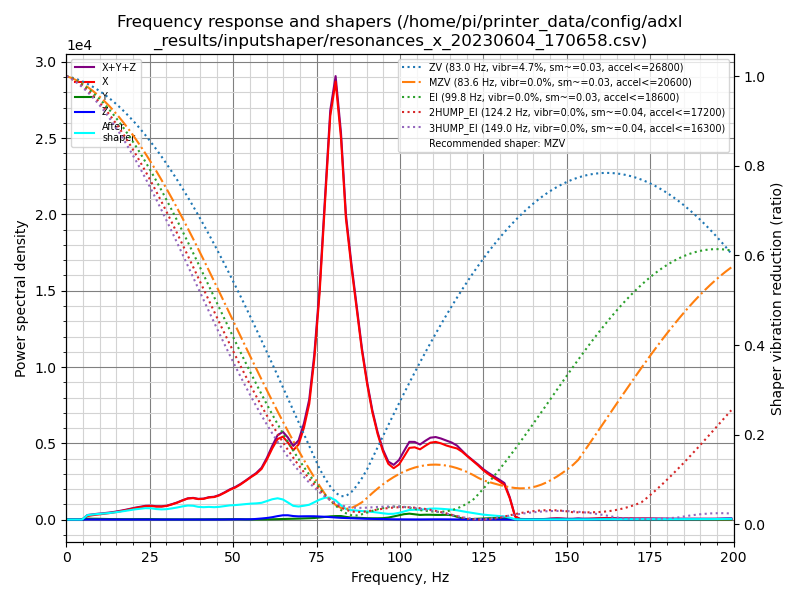 Frequency response and shapers (/home/pi/printer_data/config/adxl
_results/inputshaper/resonances_x_20230604_170658.csv)
1e4
X+Y+Z
X
Y
Z
After
shaper
ZV (83.0 Hz, vibr=4.7%, sm~=0.03, accel<=26800)
MZV (83.6 Hz, vibr=0.0%, sm~=0.03, accel<=20600)
EI (99.8 Hz, vibr=0.0%, sm~=0.03, accel<=18600)
2HUMP_EI (124.2 Hz, vibr=0.0%, sm~=0.04, accel<=17200)
3HUMP_EI (149.0 Hz, vibr=0.0%, sm~=0.04, accel<=16300)
Recommended shaper: MZV
3.0
2.5
2.0
1.5
1.0
0.5
0.0
Power spectral density
1.0
0.8
0.6
0.4
0.2
0.0
Shaper vibration reduction (ratio)
0 25 50 75 100 125 150 175 200
Frequency, Hz